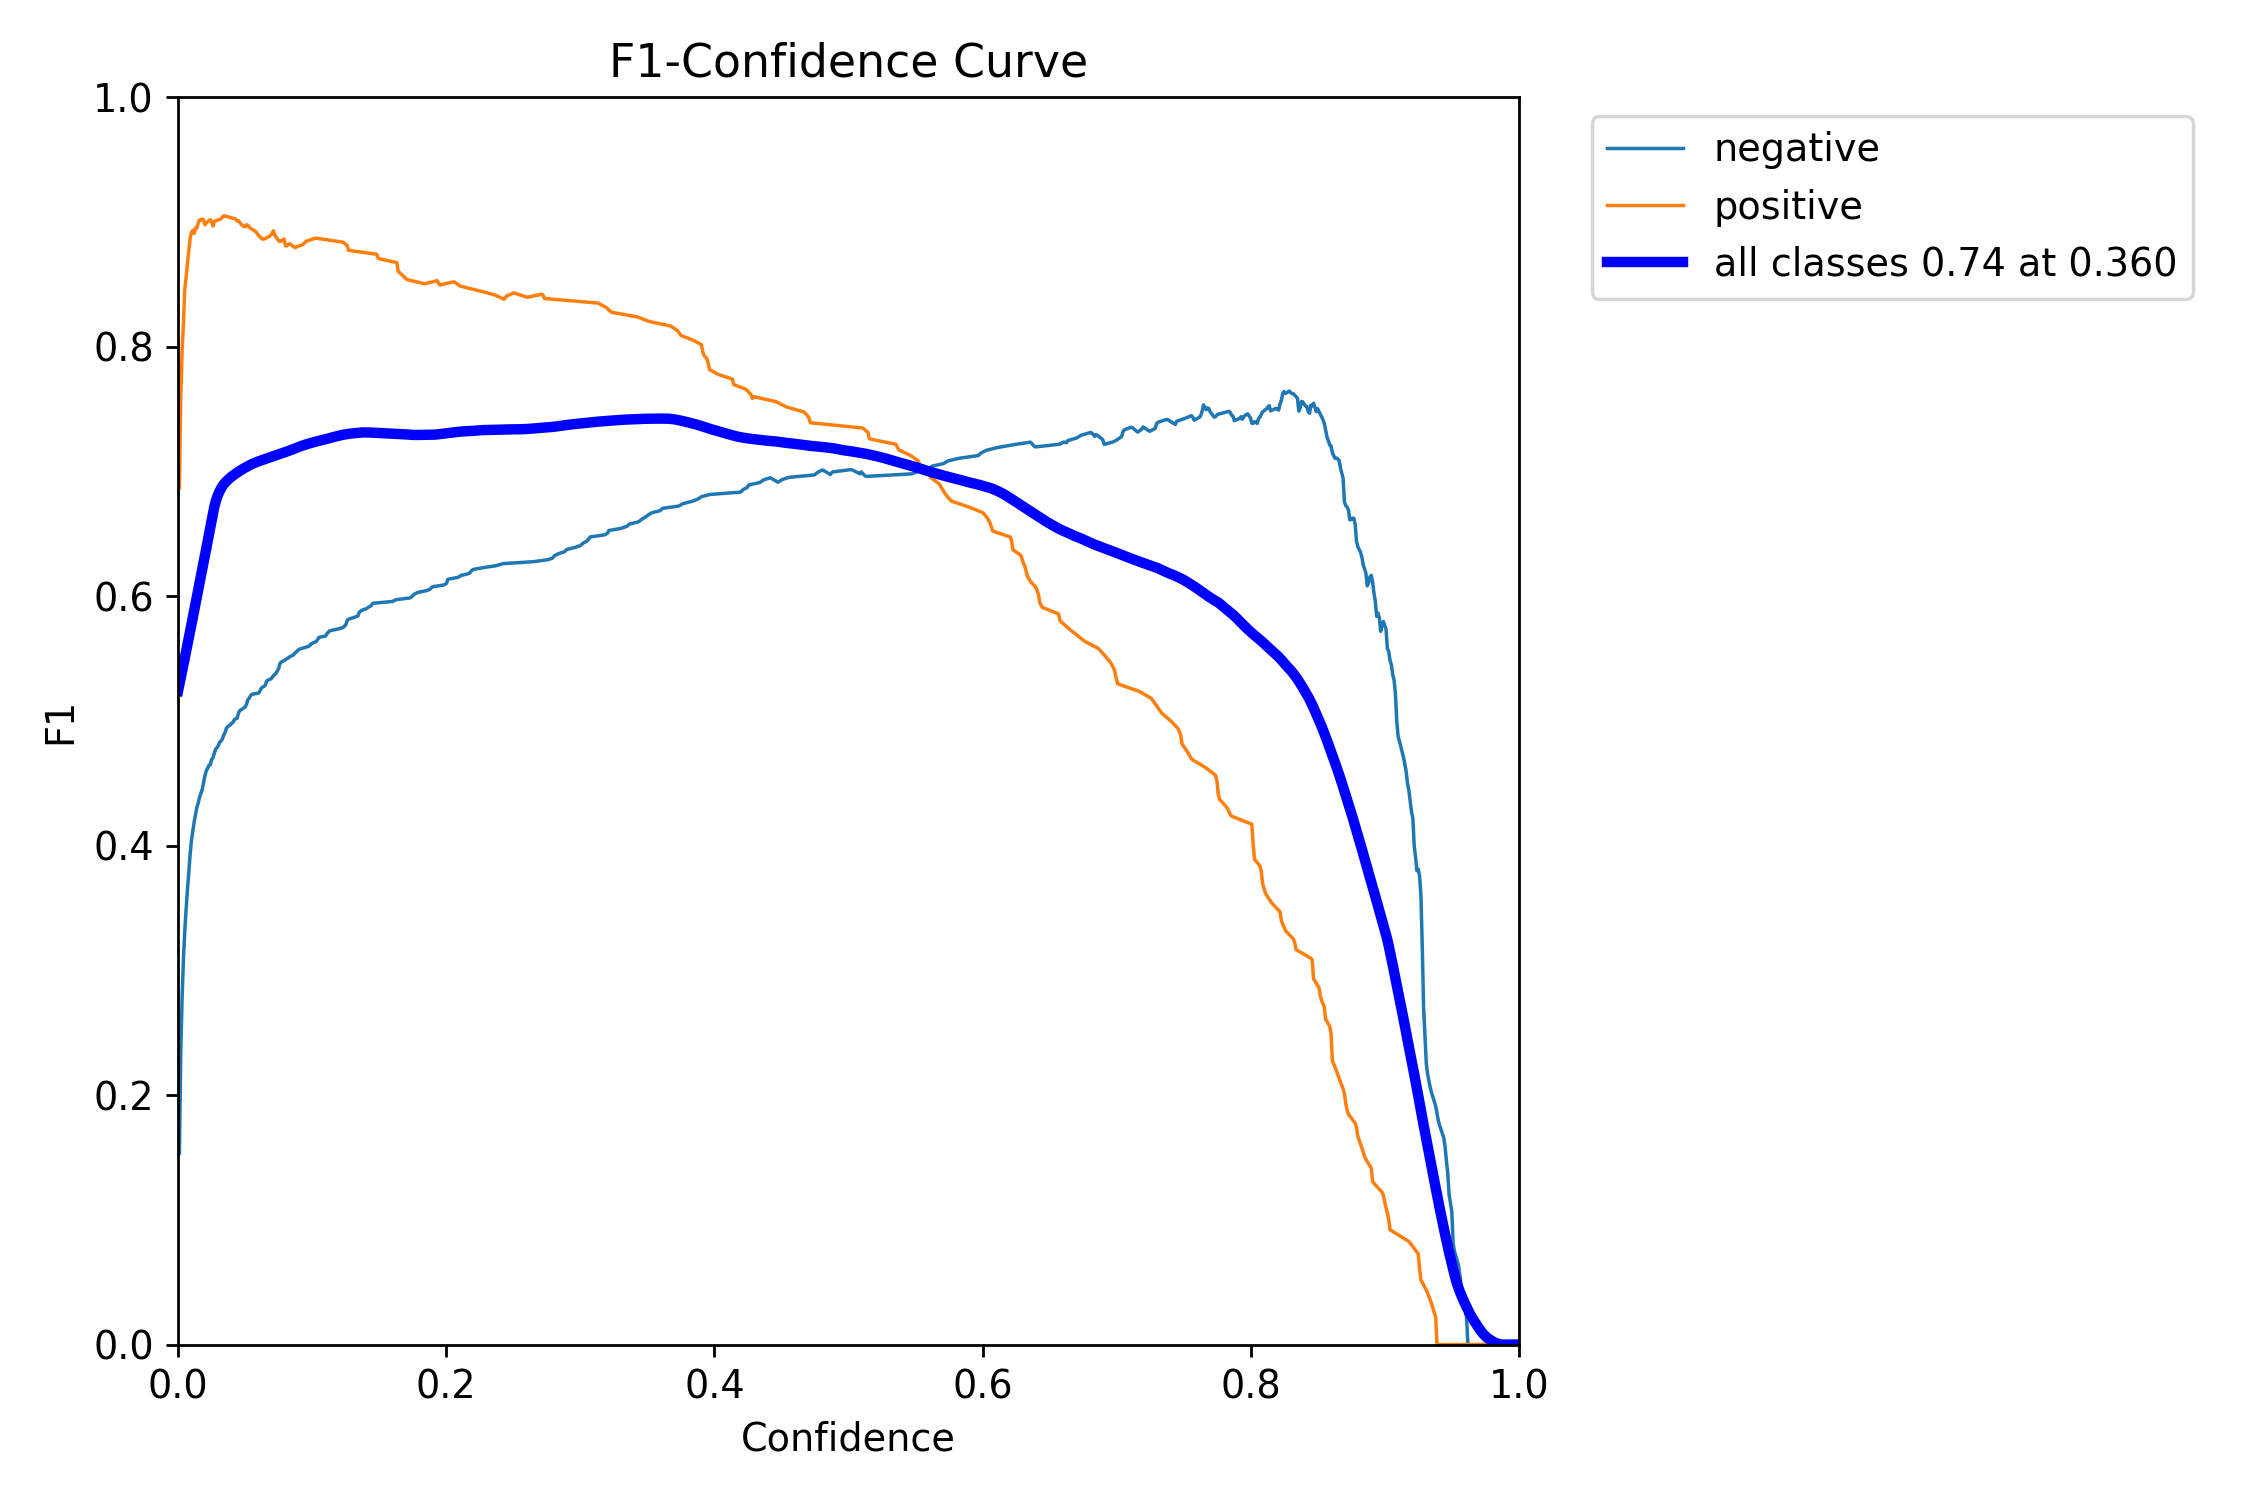 F1-Confidence Curve
1.0
0.8
0.6
0.4
0.2
0.0
F1
0.0 0.2 0.4 0.6 0.8 1.0
Confidence
negative
positive
all classes 0.74 at 0.360